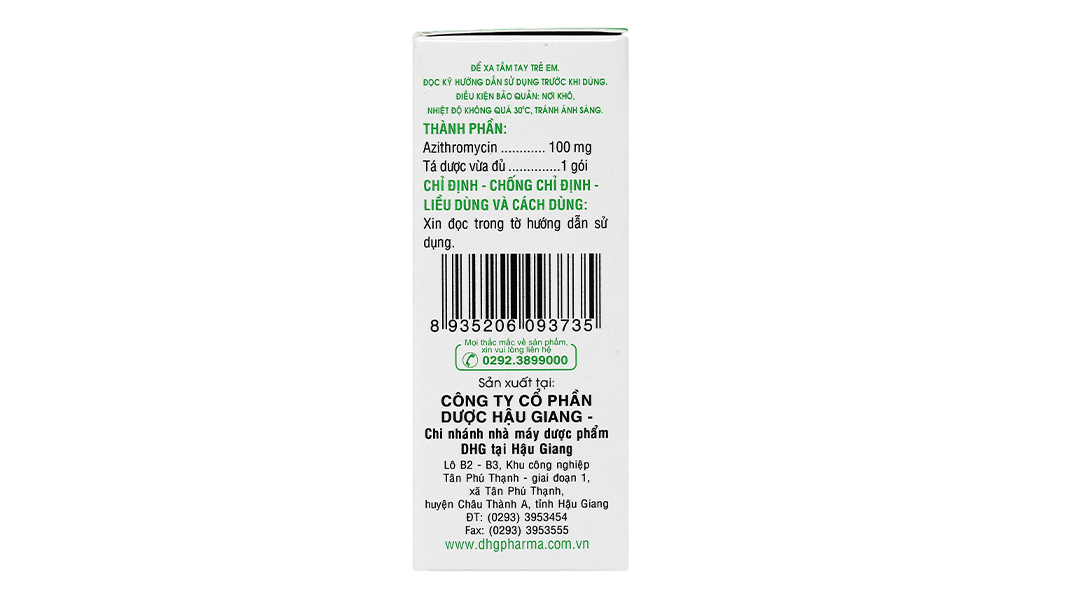 ĐỂ XA TẦM TAY TRẺ EM.
ĐỌC KỸ HƯỚNG DẪN SỬ DỤNG TRƯỚC KHI DÙNG.
ĐIỀU KIỆN BẢO QUẢN: NƠI KHÔ,
NHIỆT ĐỘ KHÔNG QUÁ 30°C, TRÁNH ÁNH SÁNG.
THÀNH PHẦN:
Azithromycin ............ 100 mg
Tá dược vừa đủ ..............1 gói
CHỈ ĐỊNH - CHỐNG CHỈ ĐỊNH -
LIỀU DÙNG VÀ CÁCH DÙNG:
Xin đọc trong tờ hướng dẫn sử
dụng.
8 935206 093735
Mọi thắc mắc về sản phẩm,
xin vui lòng liên hệ
0292.3899000
Sản xuất tại:
CÔNG TY CỔ PHẦN
DƯỢC HẬU GIANG -
Chi nhánh nhà máy dược phẩm
DHG tại Hậu Giang
Lô B2 - B3, Khu công nghiệp
Tân Phú Thạnh - giai đoạn 1,
xã Tân Phú Thạnh,
huyện Châu Thành A, tỉnh Hậu Giang
ĐT: (0293) 3953454
Fax: (0293) 3953555
www.dhgpharma.com.vn